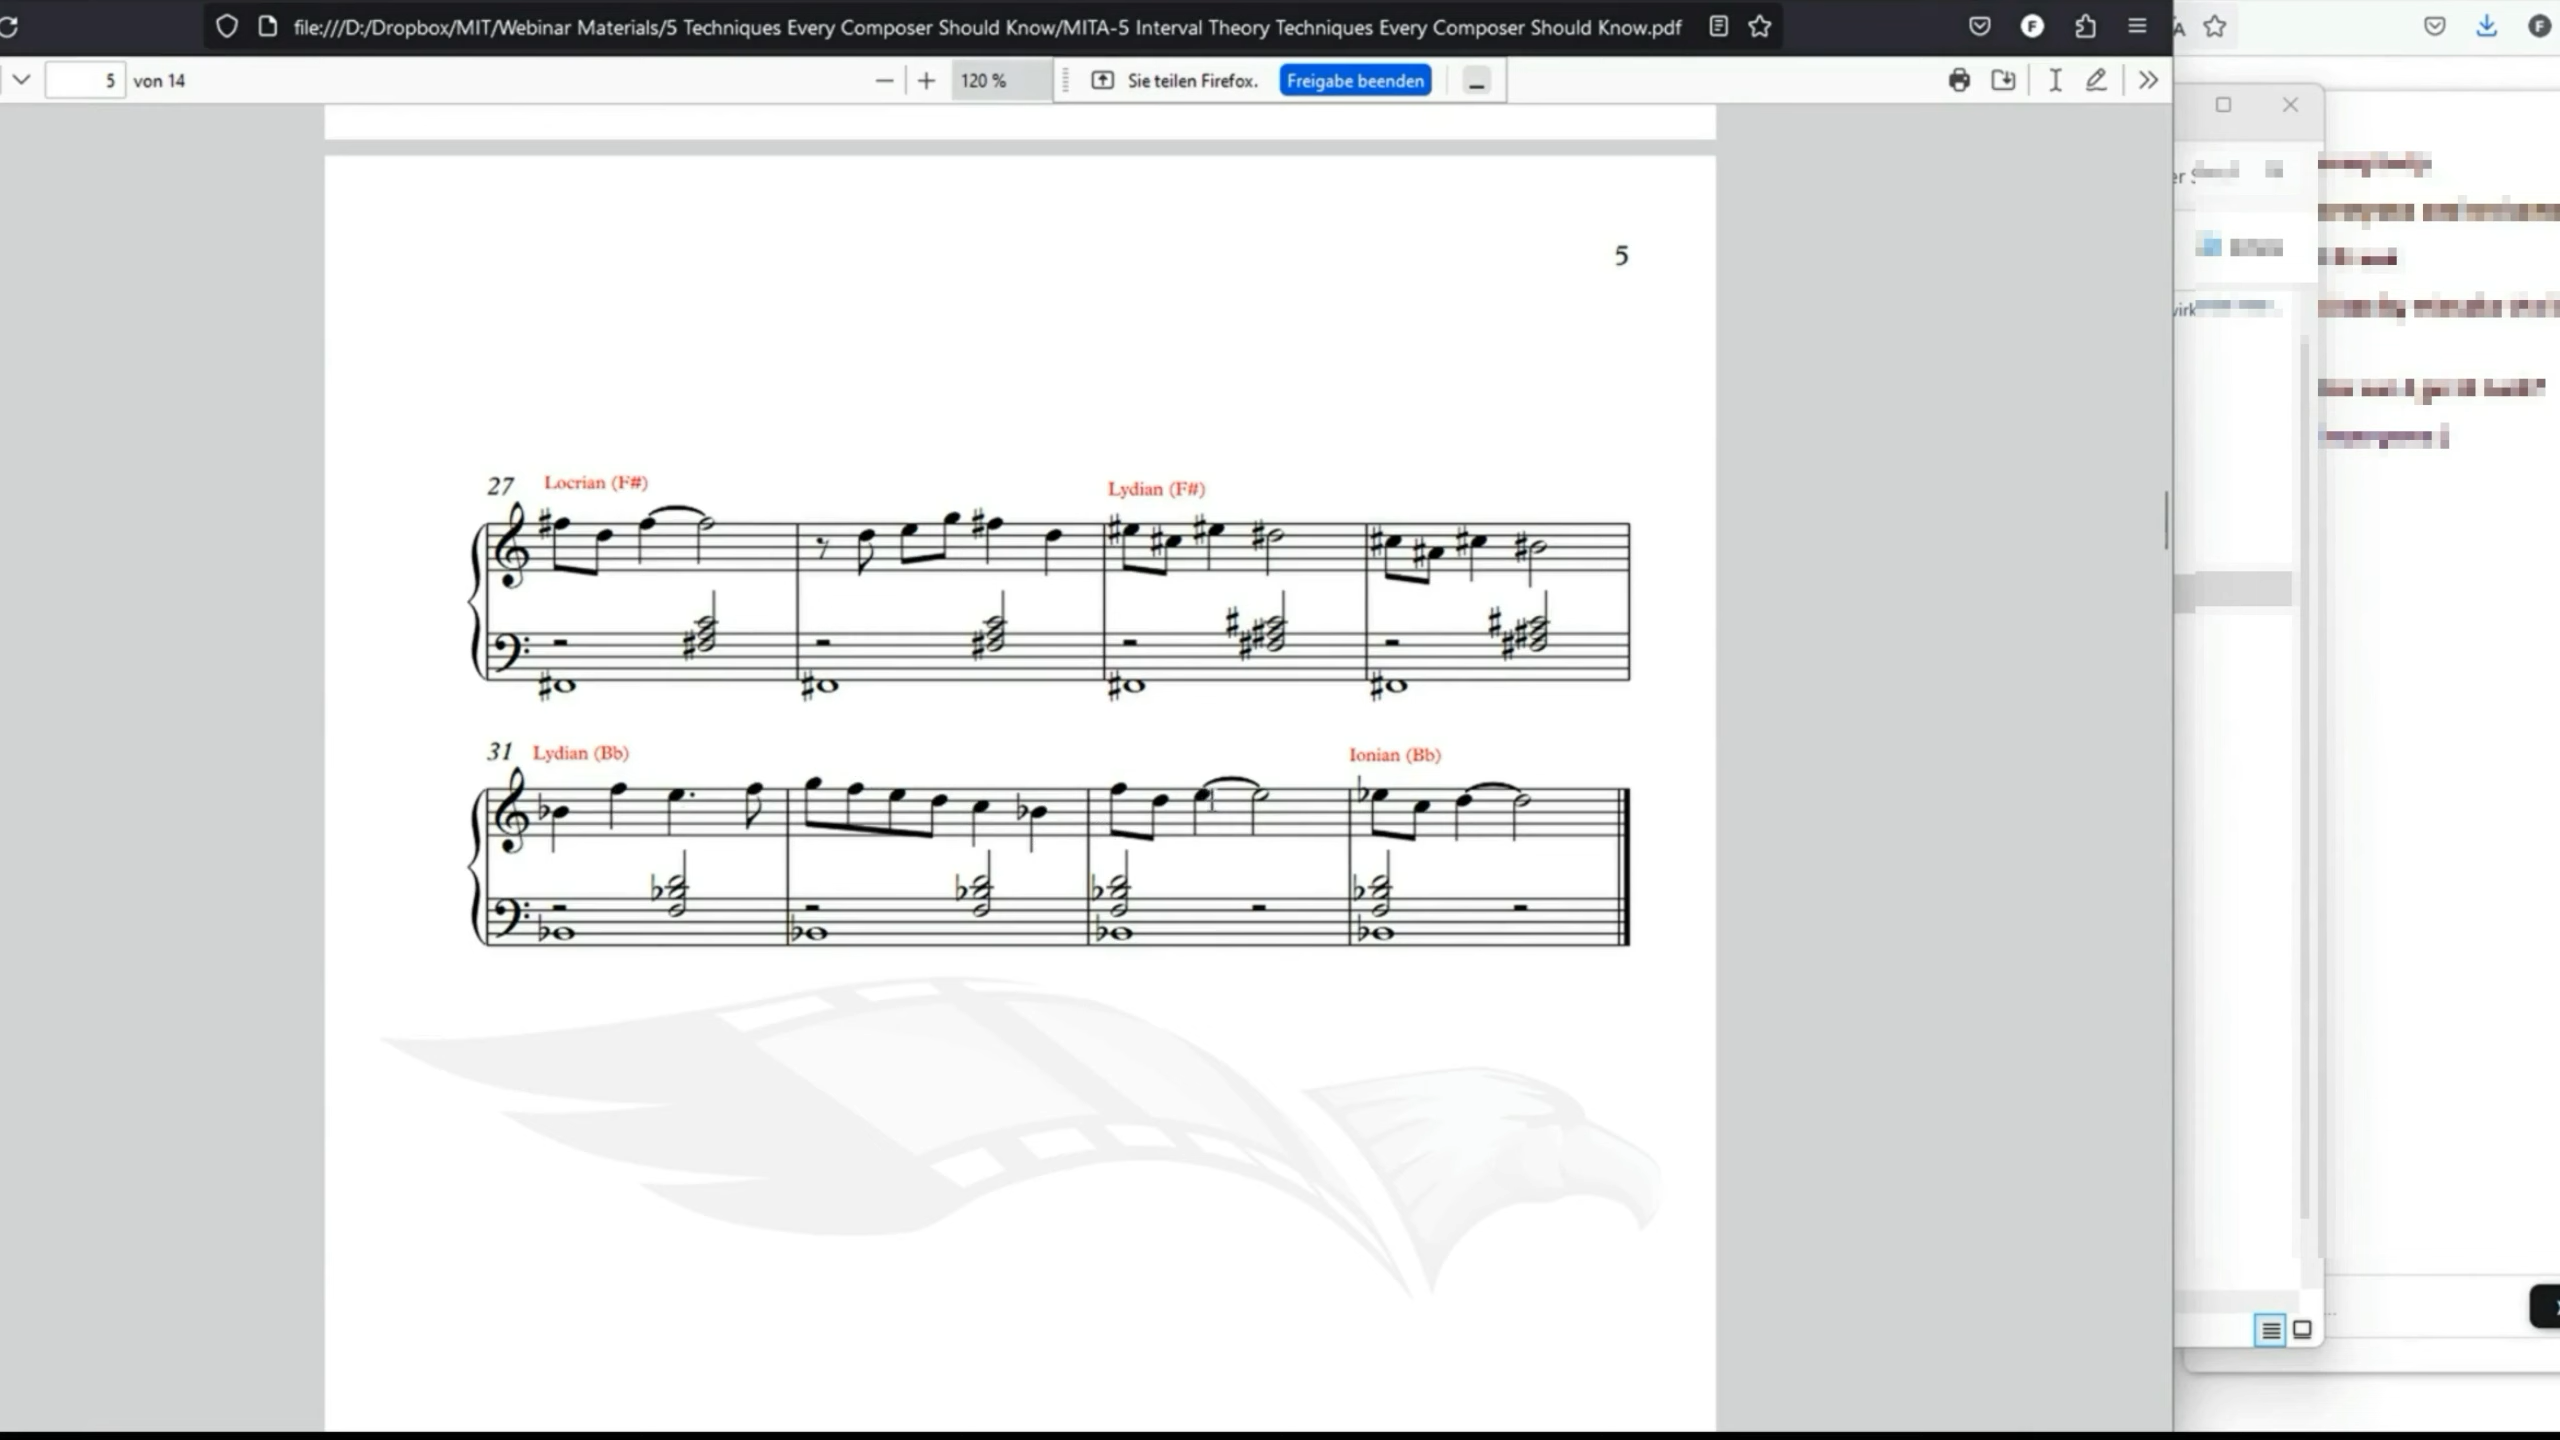 file:///D:/Dropbox/MIT/Webinar Materials/5 Techniques Every Composer Should Know/MITA-5 Interval Theory Techniques Every Composer Should Know.pdf
5 von 14
120 %
Sie teilen Firefox.
Freigabe beenden
5
27 Locrian (F#)
Lydian (F#)
31 Lydian (Bb)
Ionian (Bb)